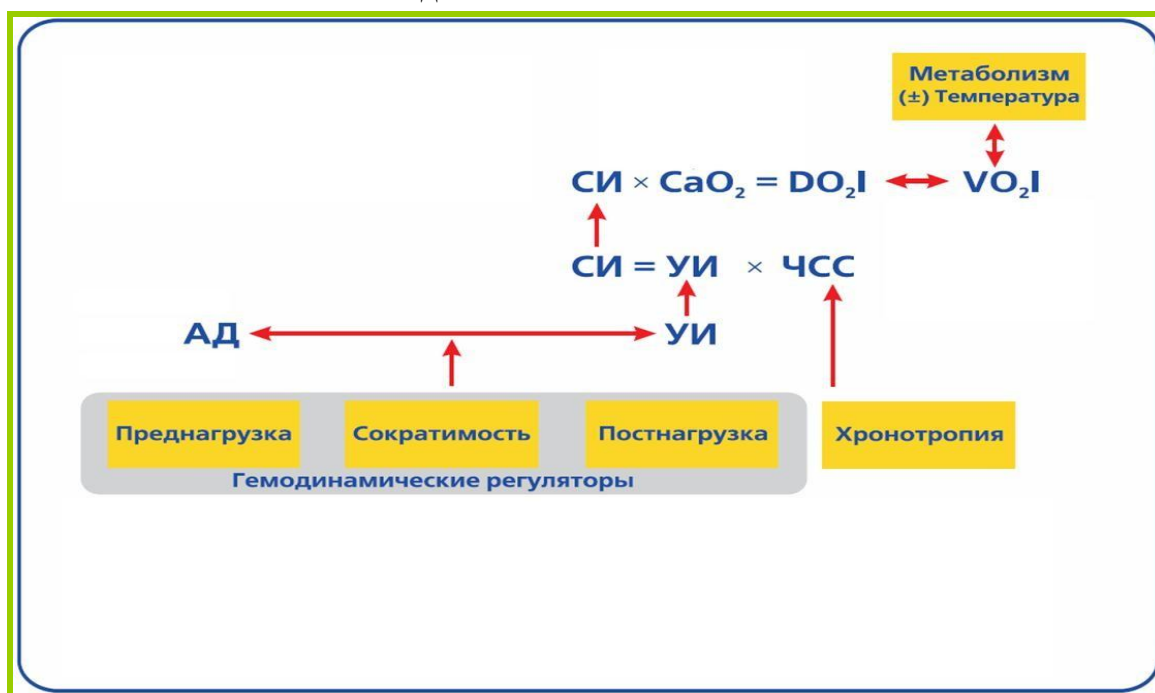 Метаболизм
(±) Температура
СИ × CaO₂ = DO₂I VO₂I
СИ = УИ × ЧСС
АД УИ
Преднагрузка Сократимость Постнагрузка Хронотропия
Гемодинамические регуляторы